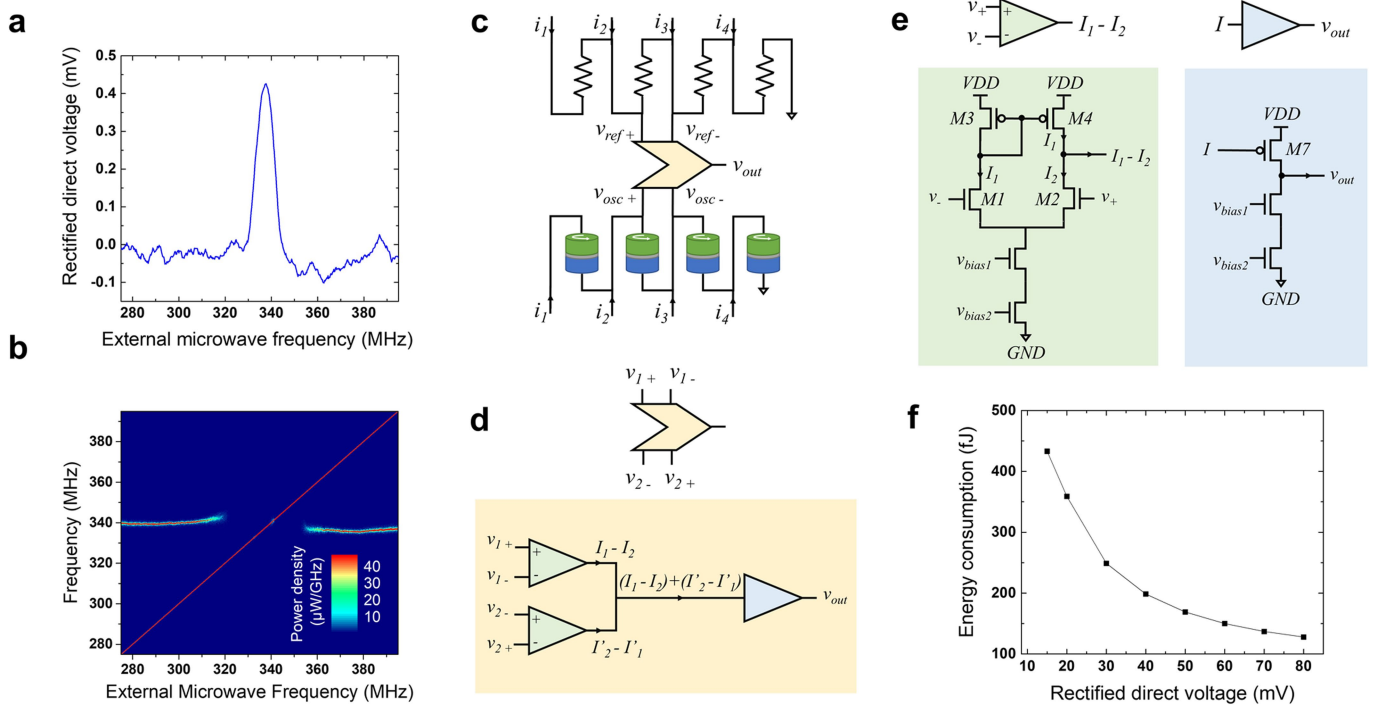 a
Rectified direct voltage (mV)
0.5
0.4
0.3
0.2
0.1
0.0
-0.1
280 300 320 340 360 380
External microwave frequency (MHz)
b
Frequency (MHz)
380
360
340
320
300
280
Power density
(µW/GHz)
40
30
20
10
280 300 320 340 360 380
External Microwave Frequency (MHz)
c
i1 i2 i3 i4
vref + vref -
vout
vosc + vosc -
i1 i2 i3 i4
d
v1 + v1 -
v2 - v2 +
v1 +
v1 -
+
-
I1 - I2
(I1 - I2)+(I'2 - I'1)
vout
v2 -
v2 +
+
-
I'2 - I'1
e
v+
v-
+
-
I1 - I2
I vout
VDD VDD
M3 M4
I1
I1 - I2
I1 I2
v- M1 M2 v+
vbias1
vbias2
GND
VDD
I M7
vout
vbias1
vbias2
GND
f
Energy consumption (fJ)
500
400
300
200
100
10 20 30 40 50 60 70 80
Rectified direct voltage (mV)